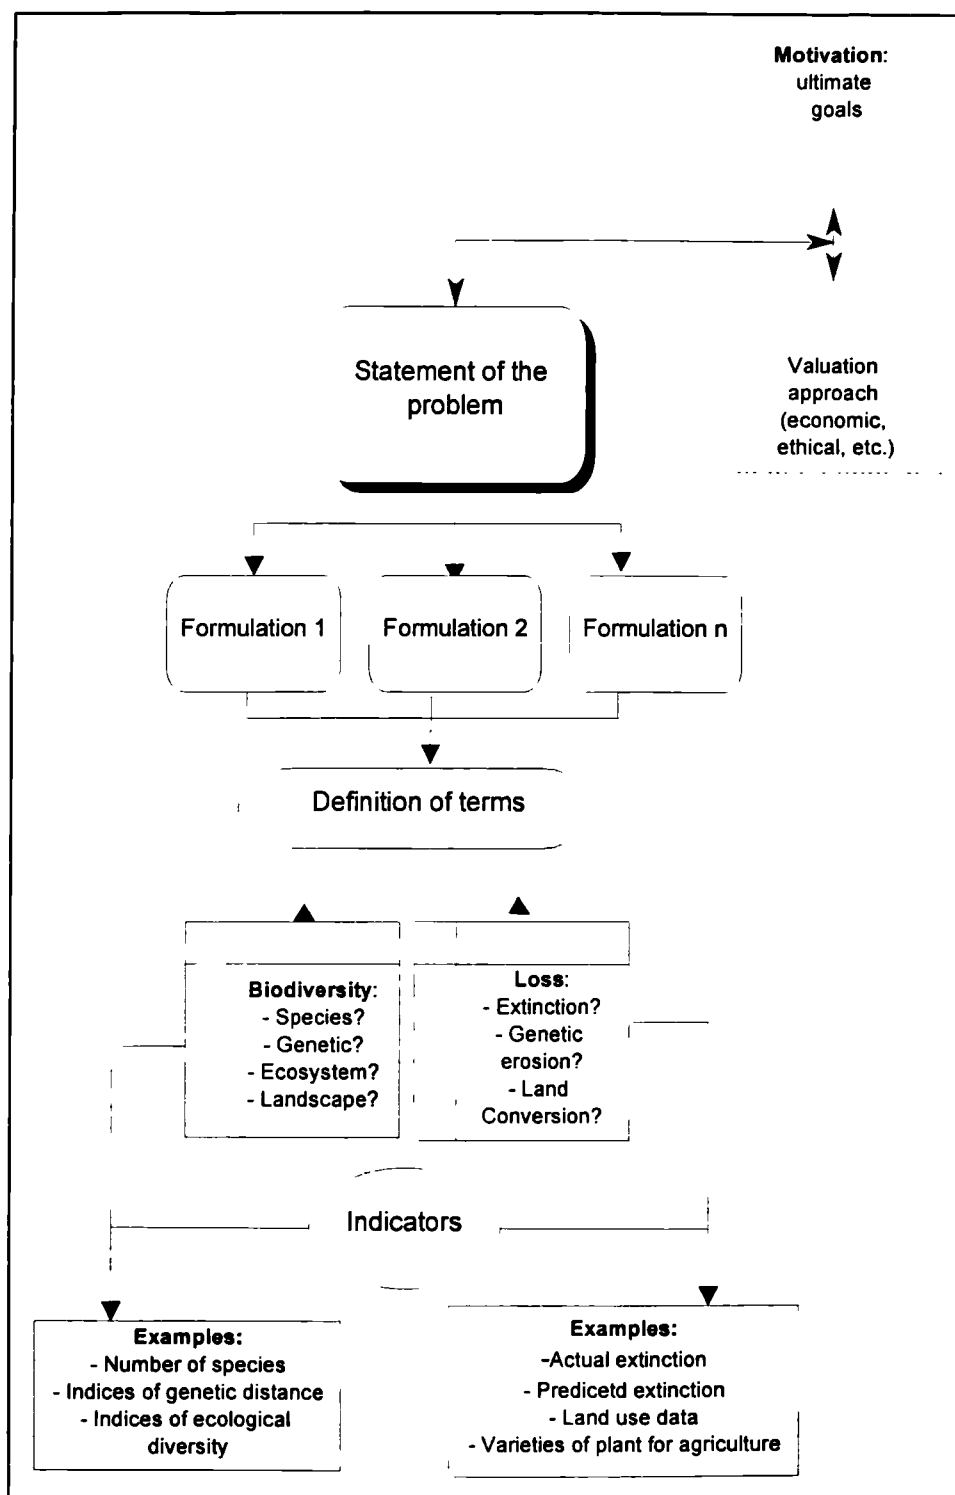 Motivation:
ultimate
goals
Statement of the
problem
Valuation
approach
(economic,
ethical, etc.)
Formulation 1
Formulation 2
Formulation n
Definition of terms
Biodiversity:
- Species?
- Genetic?
- Ecosystem?
- Landscape?
Loss:
- Extinction?
- Genetic
erosion?
- Land
Conversion?
Indicators
Examples:
- Number of species
- Indices of genetic distance
- Indices of ecological
diversity
Examples:
-Actual extinction
- Predicetd extinction
- Land use data
- Varieties of plant for agriculture